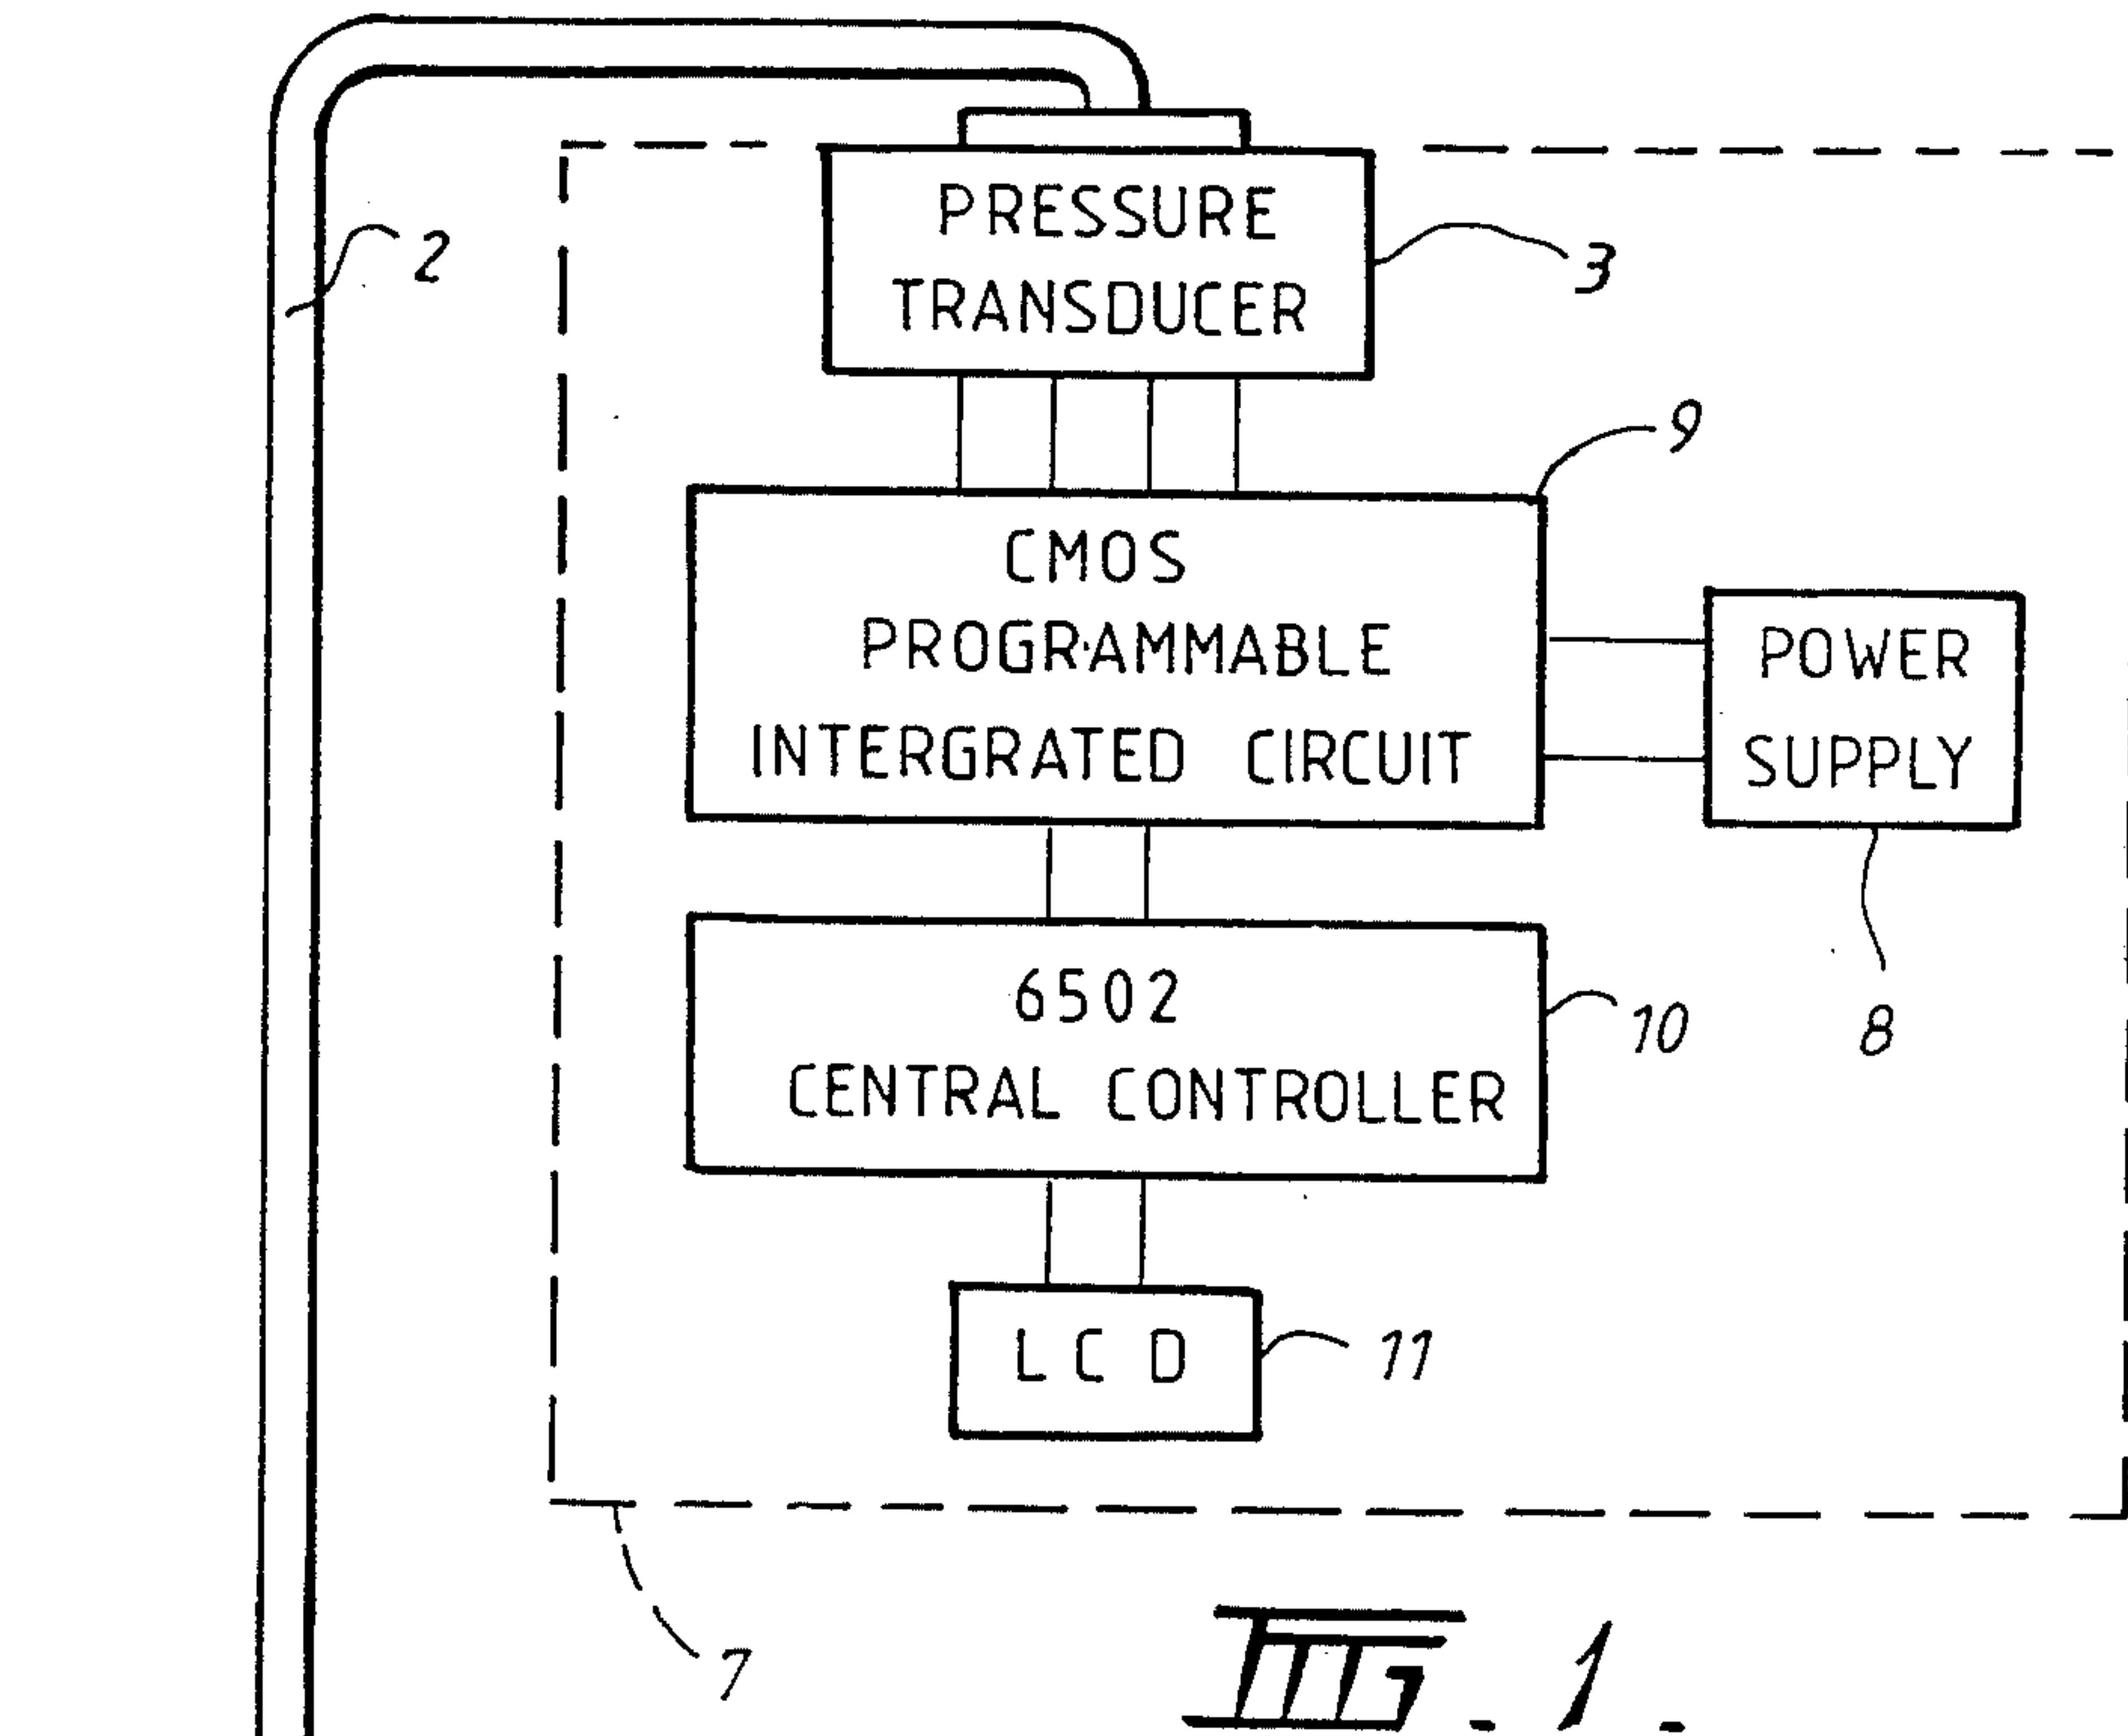 2
PRESSURE
TRANSDUCER
3
9
CMOS
PROGRAMMABLE
INTERGRATED CIRCUIT
POWER
SUPPLY
6502
CENTRAL CONTROLLER
10
8
LCD
11
7
FIG - 1 -